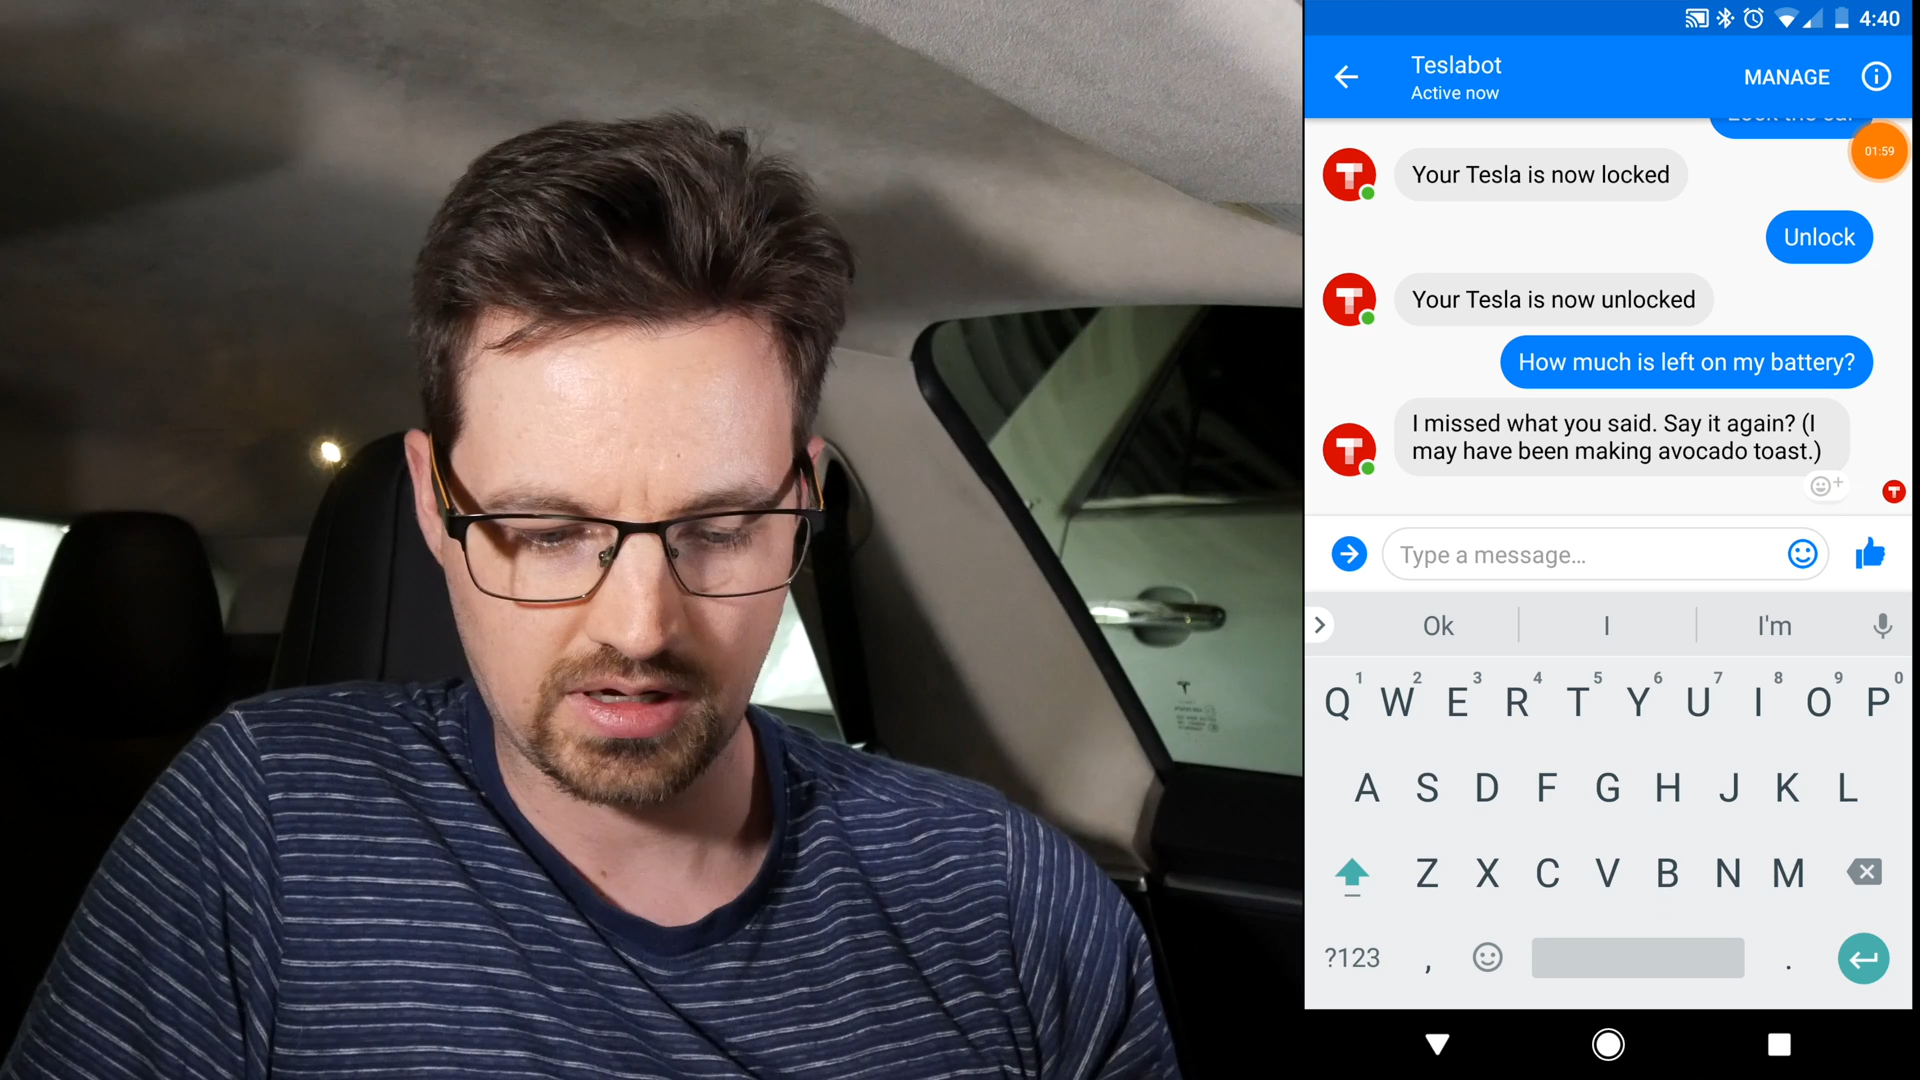 4:40
Teslabot
Active now
MANAGE
01:59
Your Tesla is now locked
Unlock
Your Tesla is now unlocked
How much is left on my battery?
I missed what you said. Say it again? (I
may have been making avocado toast.)
Type a message...
Ok I I'm
1 2 3 4 5 6 7 8 9 0
Q W E R T Y U I O P
A S D F G H J K L
Z X C V B N M
?123 , .